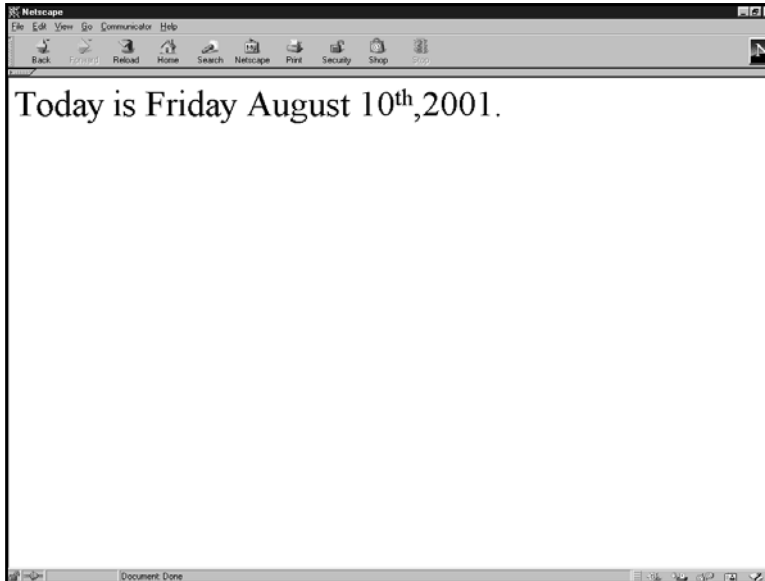 Netscape
File Edit View Go Communicator Help
Back Forward Reload Home Search Netscape Print Security Shop Stop
N
Today is Friday August 10th,2001.
Document: Done